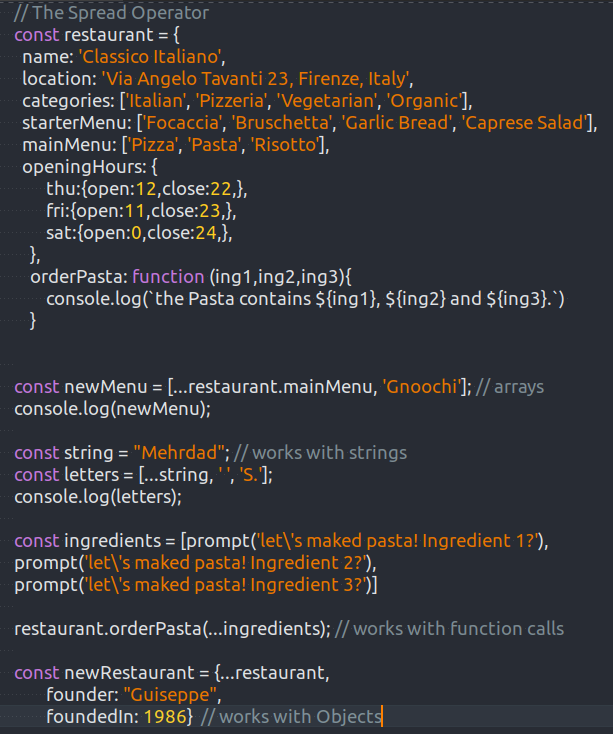 // The Spread Operator
const restaurant = {
name: 'Classico Italiano',
location: 'Via Angelo Tavanti 23, Firenze, Italy',
categories: ['Italian', 'Pizzeria', 'Vegetarian', 'Organic'],
starterMenu: ['Focaccia', 'Bruschetta', 'Garlic Bread', 'Caprese Salad'],
mainMenu: ['Pizza', 'Pasta', 'Risotto'],
openingHours: {
thu:{open:12,close:22,},
fri:{open:11,close:23,},
sat:{open:0,close:24,},
},
orderPasta: function (ing1,ing2,ing3){
console.log(`the Pasta contains ${ing1}, ${ing2} and ${ing3}.`)
}
const newMenu = [...restaurant.mainMenu, 'Gnoochi']; // arrays
console.log(newMenu);
const string = "Mehrdad"; // works with strings
const letters = [...string, ' ', 'S.'];
console.log(letters);
const ingredients = [prompt('let\'s maked pasta! Ingredient 1?'),
prompt('let\'s maked pasta! Ingredient 2?'),
prompt('let\'s maked pasta! Ingredient 3?')]
restaurant.orderPasta(...ingredients); // works with function calls
const newRestaurant = {...restaurant,
founder: "Guiseppe",
foundedIn: 1986} // works with Objects